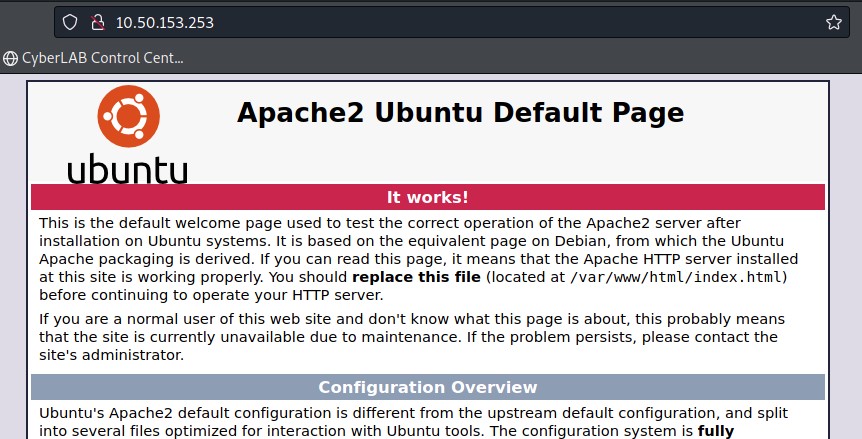 10.50.153.253
CyberLAB Control Cent...
Apache2 Ubuntu Default Page
ubuntu
It works!
This is the default welcome page used to test the correct operation of the Apache2 server after
installation on Ubuntu systems. It is based on the equivalent page on Debian, from which the Ubuntu
Apache packaging is derived. If you can read this page, it means that the Apache HTTP server installed
at this site is working properly. You should replace this file (located at /var/www/html/index.html)
before continuing to operate your HTTP server.
If you are a normal user of this web site and don't know what this page is about, this probably means
that the site is currently unavailable due to maintenance. If the problem persists, please contact the
site's administrator.
Configuration Overview
Ubuntu's Apache2 default configuration is different from the upstream default configuration, and split
into several files optimized for interaction with Ubuntu tools. The configuration system is fully